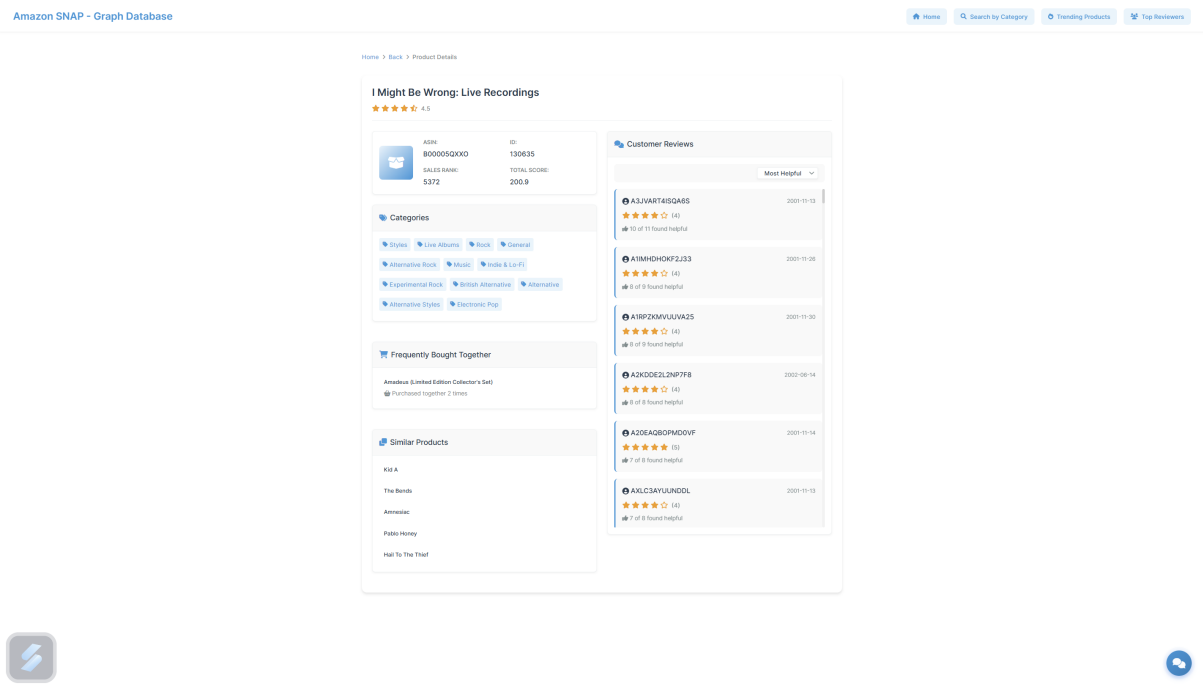 Amazon SNAP - Graph Database
Home
Search by Category
Trending Products
Top Reviewers
Home > Back > Product Details
I Might Be Wrong: Live Recordings
4.5
ASIN:
B00005QXXO
ID:
130635
SALES RANK:
5372
TOTAL SCORE:
200.9
Categories
Styles
Live Albums
Rock
General
Alternative Rock
Music
Indie & Lo-Fi
Experimental Rock
British Alternative
Alternative
Alternative Styles
Electronic Pop
Frequently Bought Together
Amadeus (Limited Edition Collector's Set)
Purchased together 2 times
Similar Products
Kid A
The Bends
Amnesiac
Pablo Honey
Hail To The Thief
Customer Reviews
Most Helpful
A3JVART4ISQA6S 2001-11-13
(4)
10 of 11 found helpful
A1IMHDHOKF2J33 2001-11-26
(4)
8 of 9 found helpful
A1RPZKMVUUVA25 2001-11-30
(4)
8 of 9 found helpful
A2KDDE2L2NP7F8 2002-06-14
(4)
8 of 8 found helpful
A20EAQBOPMD0VF 2001-11-14
(5)
7 of 8 found helpful
AXLC3AYUUNDDL 2001-11-13
(4)
7 of 8 found helpful